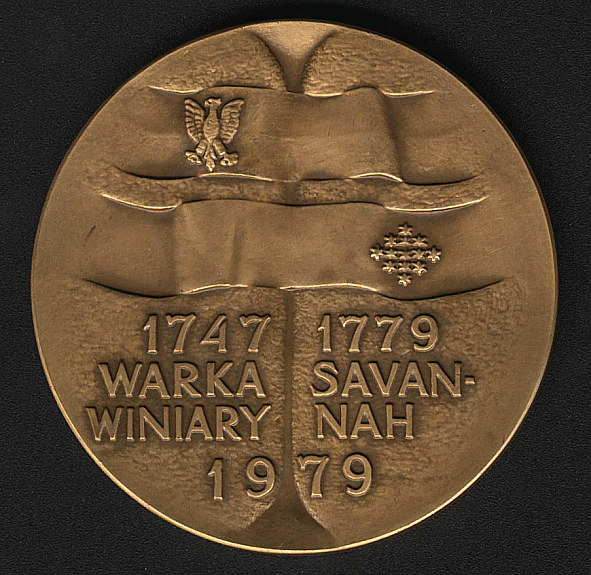 1747 1779
WARKA SAVAN-
WINIARY NAH
1979